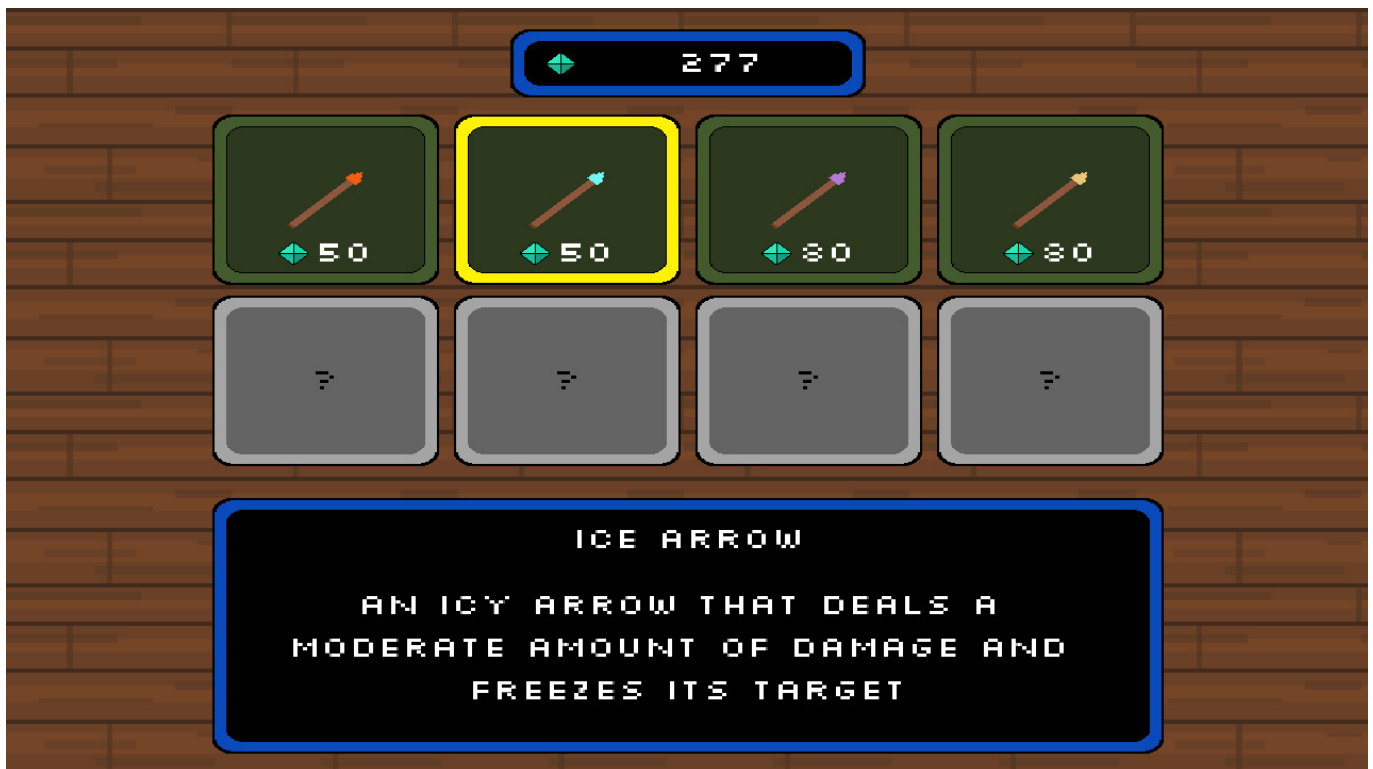 277
50
50
80
80
?
?
?
?
ICE ARROW
AN ICY ARROW THAT DEALS A
MODERATE AMOUNT OF DAMAGE AND
FREEZES ITS TARGET